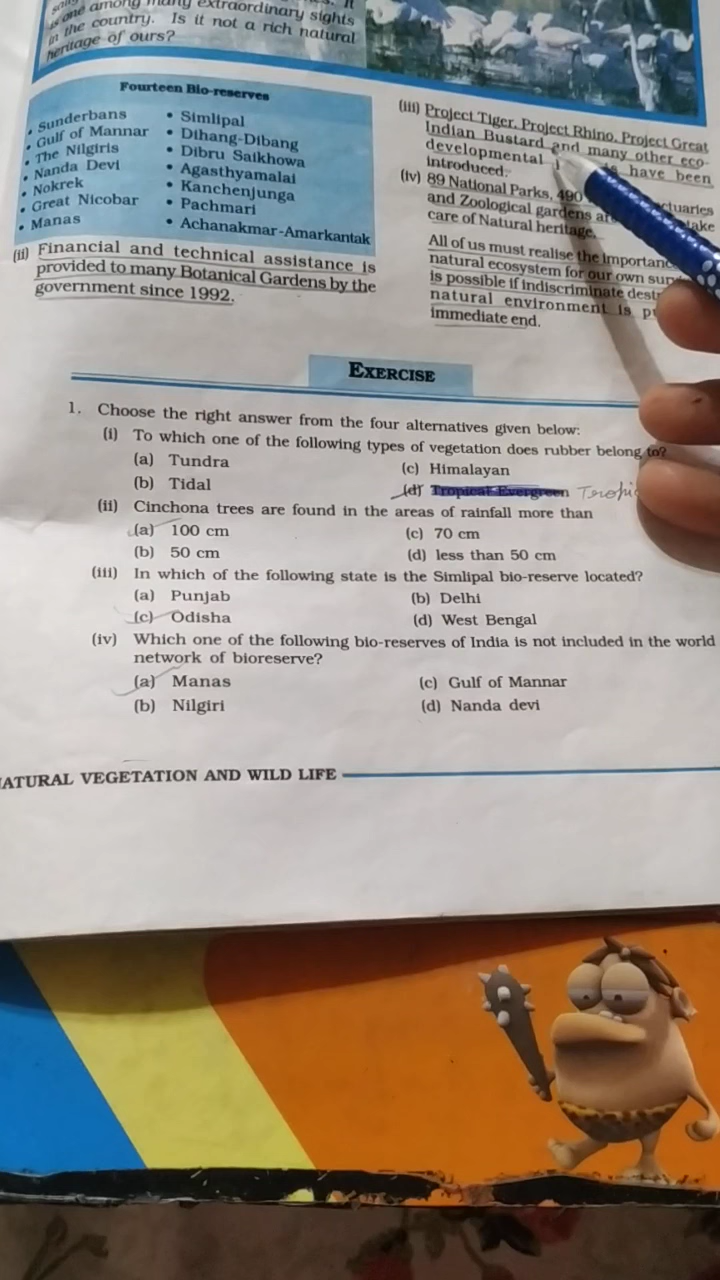 is one among many extraordinary sights
in the country. Is it not a rich natural
heritage of ours?
Fourteen Bio-reserves
• Sunderbans
• Gulf of Mannar
• The Nilgiris
• Nanda Devi
• Nokrek
• Great Nicobar
• Manas
• Simlipal
• Dihang-Dibang
• Dibru Saikhowa
• Agasthyamalai
• Kanchenjunga
• Pachmari
• Achanakmar-Amarkantak
(ii) Financial and technical assistance is
provided to many Botanical Gardens by the
government since 1992.
(iii) Project Tiger, Project Rhino, Project Great
Indian Bustard and many other eco-
developmental have been
introduced.
(iv) 89 National Parks, 490
and Zoological gardens take
care of Natural heritage.
All of us must realise the
natural ecosystem for our own
is possible if indiscriminate
natural environment is
immediate end.
EXERCISE
1. Choose the right answer from the four alternatives given below:
(i) To which one of the following types of vegetation does rubber belong to?
(a) Tundra
(c) Himalayan
(b) Tidal
(d) Tropical Evergreen
(ii) Cinchona trees are found in the areas of rainfall more than
(a) 100 cm
(c) 70 cm
(b) 50 cm
(d) less than 50 cm
(iii) In which of the following state is the Simlipal bio-reserve located?
(a) Punjab
(b) Delhi
(c) Odisha
(d) West Bengal
(iv) Which one of the following bio-reserves of India is not included in the world
network of bioreserve?
(a) Manas
(c) Gulf of Mannar
(b) Nilgiri
(d) Nanda devi
NATURAL VEGETATION AND WILD LIFE